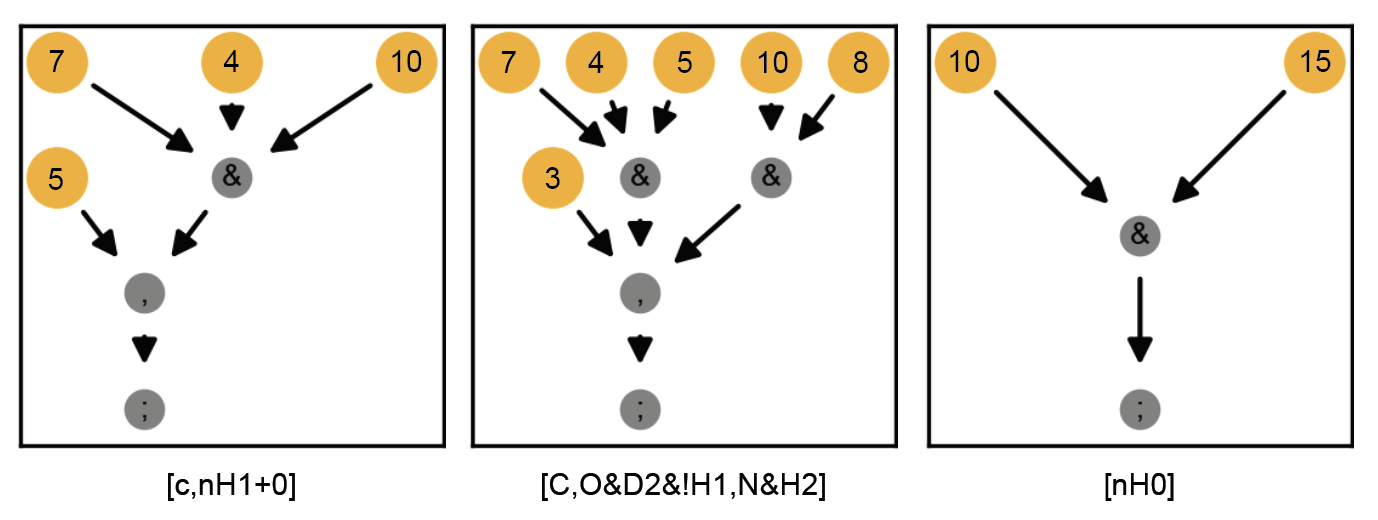 7 4 10
5 &
,
;
[c,nH1+0]
7 4 5 10 8
3 & &
,
;
[C,O&D2&!H1,N&H2]
10 15
&
;
[nH0]